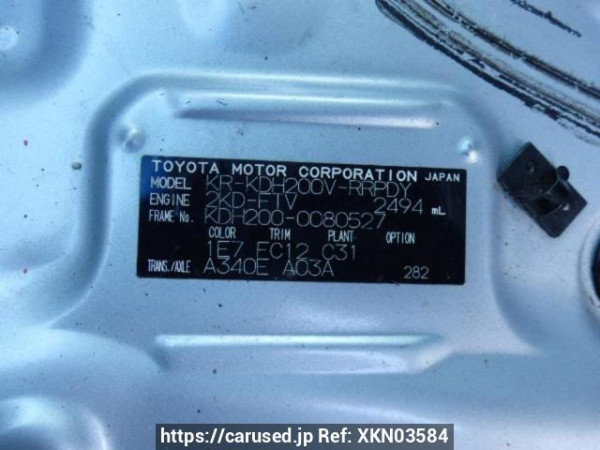 TOYOTA MOTOR CORPORATION JAPAN
MODEL KR-KDH200V-RRPDY
ENGINE 2KD-FTV 2494 mL
FRAME No. KDH200-0080527
COLOR TRIM PLANT OPTION
1E7 FC12 C31
TRANS./AXLE A340E A03A 282
https://carused.jp Ref: XKN03584